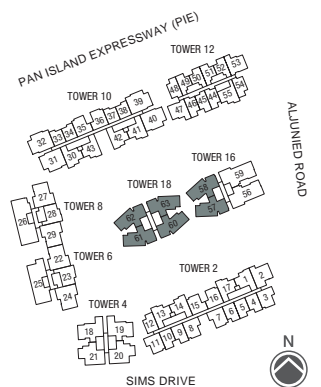 PAN ISLAND EXPRESSWAY (PIE)
TOWER 12
48 49 50 51 52 53
47 46 45 44 55 54
ALJUNIED ROAD
TOWER 10
32 33 34 35 36 37 38 39
31 30 43 42 41 40
TOWER 16
58 59
57 56
TOWER 18
62 63
61 60
TOWER 8
27
26 28
29
TOWER 6
22
25 23
24
TOWER 2
12 13 14 15 16 17 1 2
11 10 9 8 7 6 5 4 3
TOWER 4
18 19
21 20
SIMS DRIVE
N